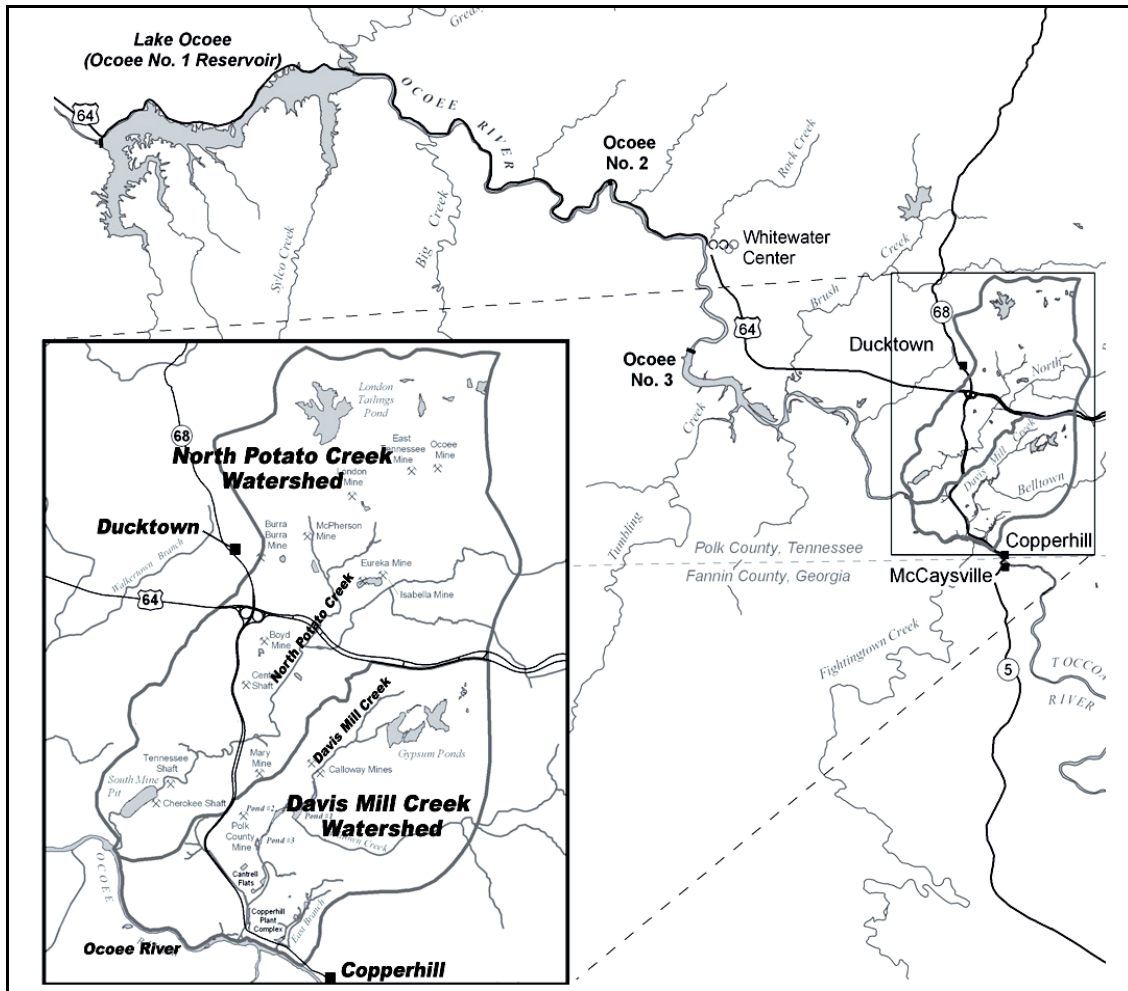 Lake Ocoee
(Ocoee No. 1 Reservoir)
64
OCOEE
RIVER
Sylco Creek
Big Creek
Ocoee
No. 2
Rock Creek
Whitewater
Center
Creek
Brush
64
68
Ducktown
North
Ocoee
No. 3
Creek
Davis Mill Creek
Belltown
Tumbling
Copperhill
Polk County, Tennessee
Fannin County, Georgia
McCaysville
Fightingtown Creek
5
TOCCOA
RIVER
London
Tailings
Pond
68
North Potato Creek
Watershed
East
Tennessee
Mine
Ocoee
Mine
London
Mine
Ducktown
Burra
Burra
Mine
McPherson
Mine
Walkertown Branch
Eureka Mine
64
Isabella Mine
North Potato Creek
Boyd
Mine
Shaft
Davis Mill Creek
Gypsum Ponds
Mary
Mine
Tennessee
Shaft
South Mine
Pit
Calloway Mines
Cherokee Shaft
Davis Mill Creek
Watershed
Pond #2
Pond #1
Polk
County
Mine
Pond #3
Creek
OCOEE
Cantrell
Flats
Copperhill
Plant
Complex
East Branch
Ocoee River
Copperhill